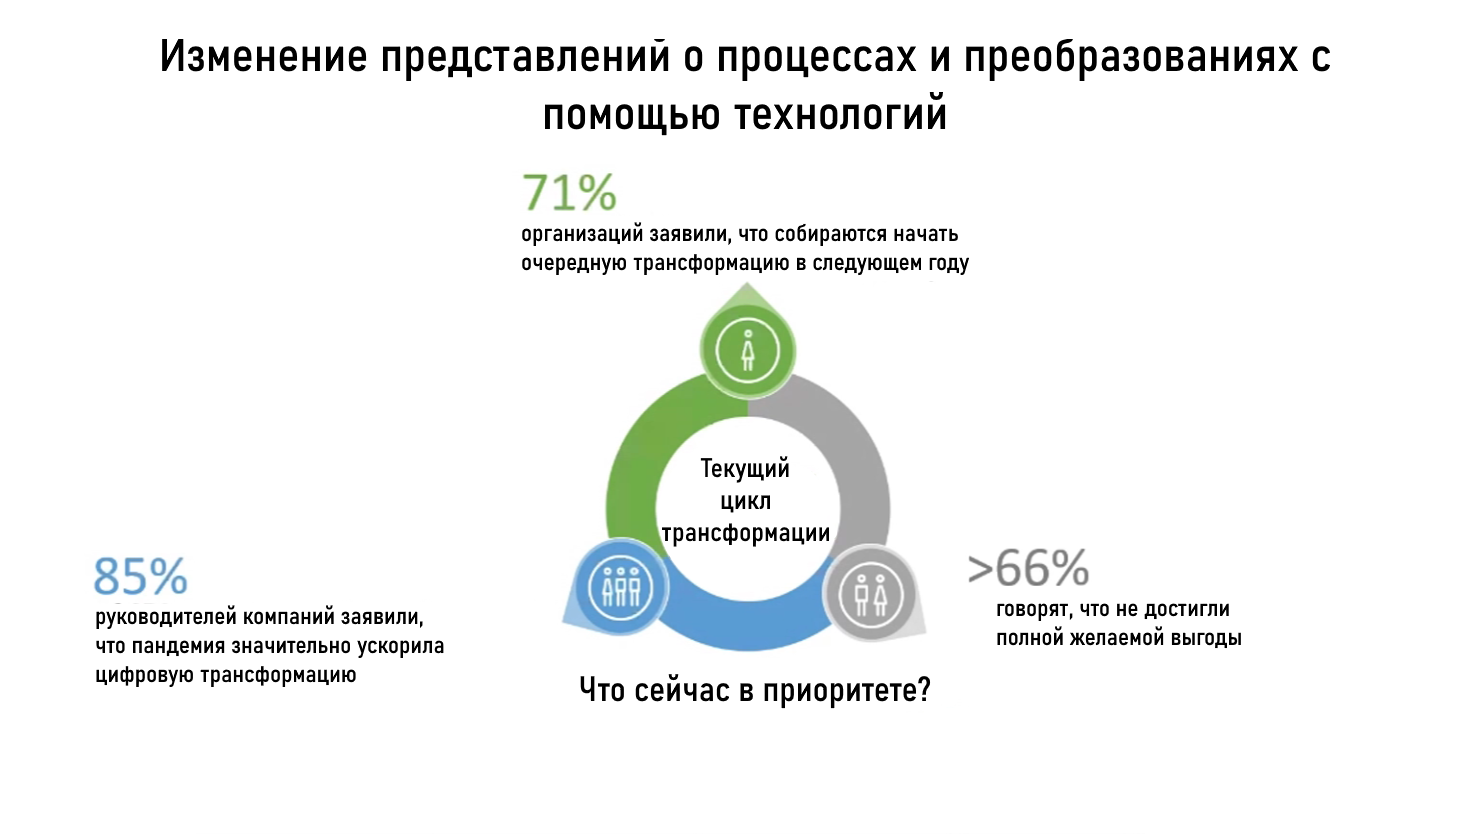 Изменение представлений о процессах и преобразованиях с
помощью технологий
71%
организаций заявили, что собираются начать
очередную трансформацию в следующем году
Текущий
цикл
трансформации
85%
руководителей компаний заявили,
что пандемия значительно ускорила
цифровую трансформацию
>66%
говорят, что не достигли
полной желаемой выгоды
Что сейчас в приоритете?